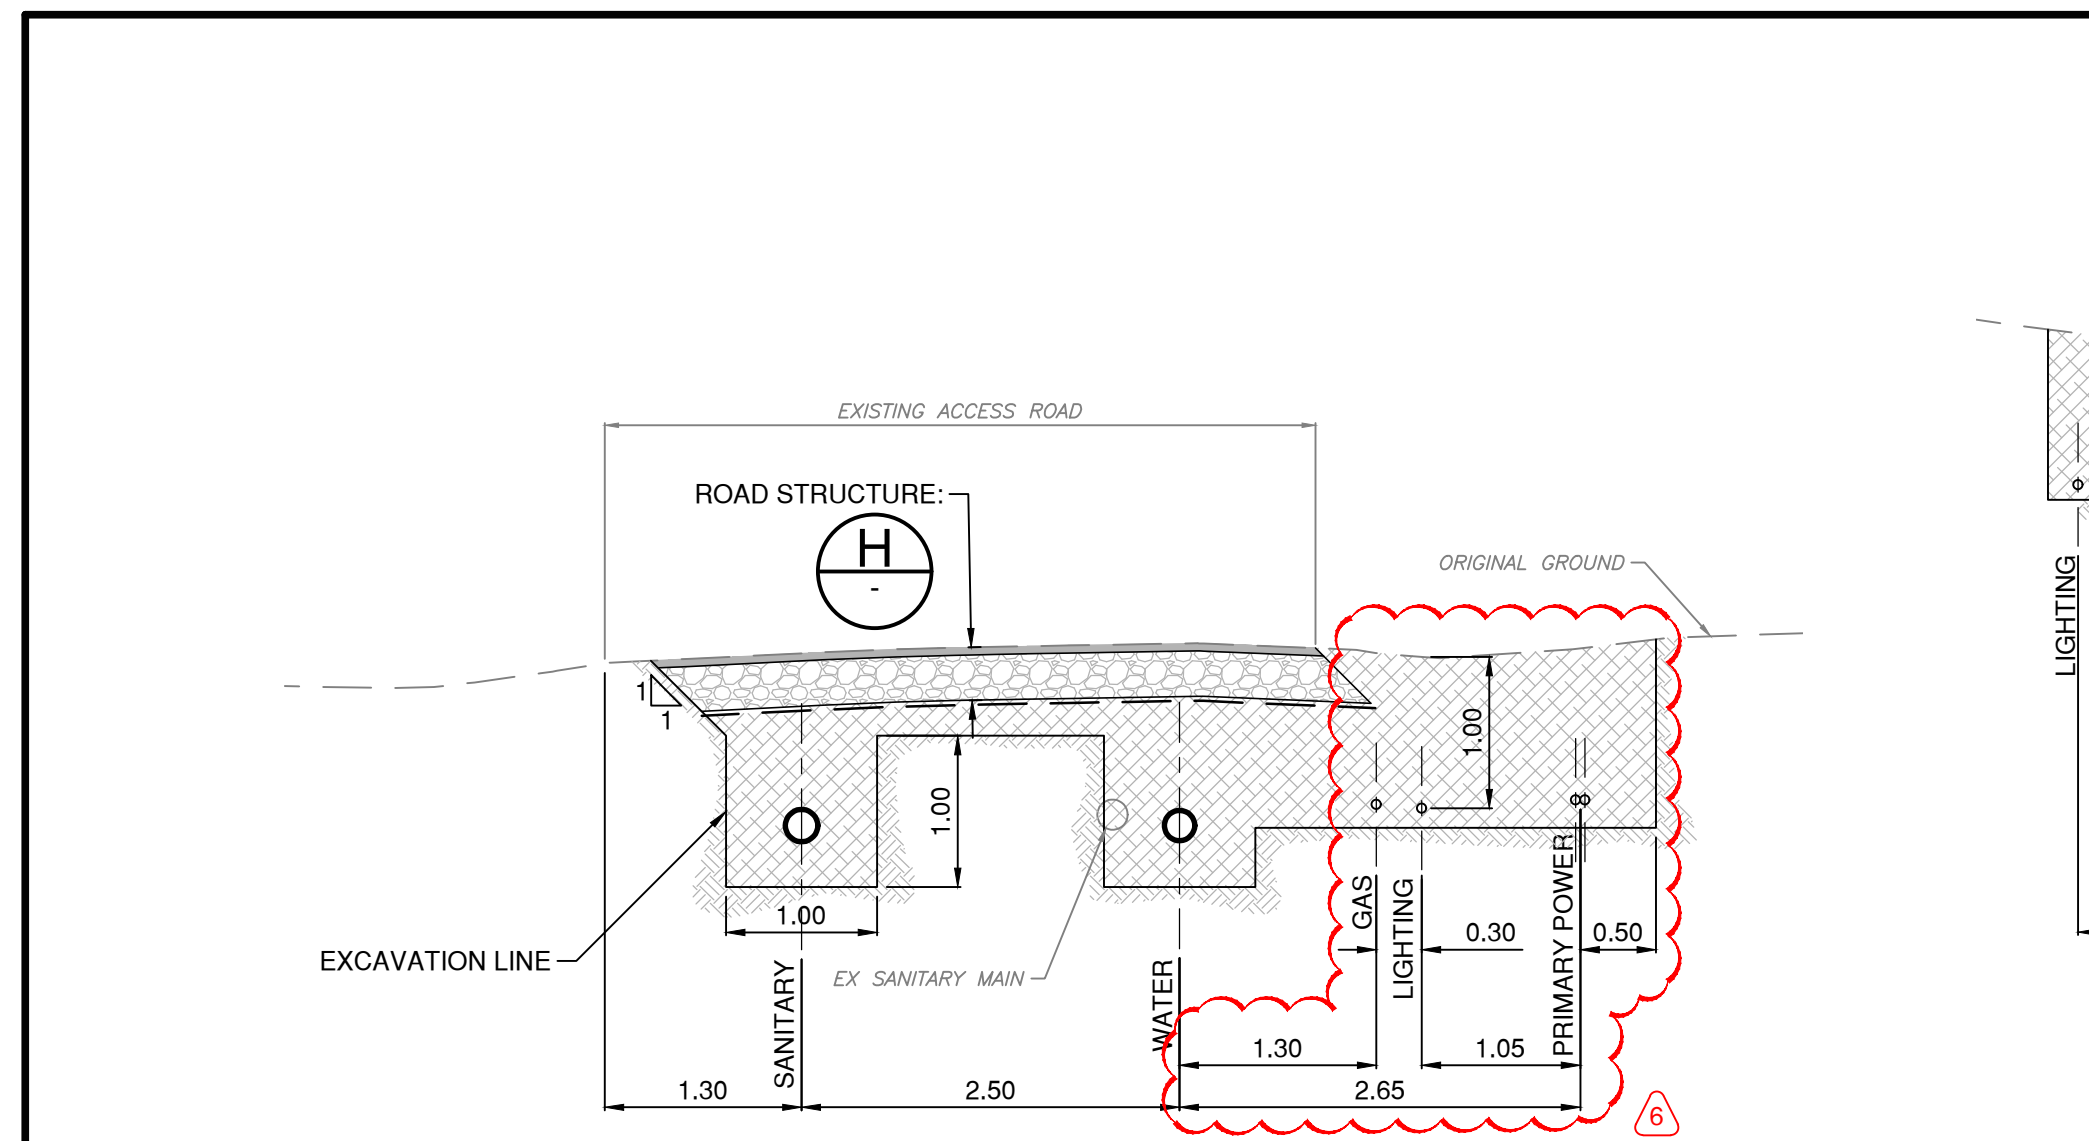 EXISTING ACCESS ROAD
ROAD STRUCTURE:
H
-
ORIGINAL GROUND
LIGHTING
1
1
1.00
1.00
1.00
EXCAVATION LINE
EX SANITARY MAIN
SANITARY
WATER
GAS
LIGHTING
PRIMARY POWER
0.30
0.50
1.30
1.05
1.30
2.50
2.65
6